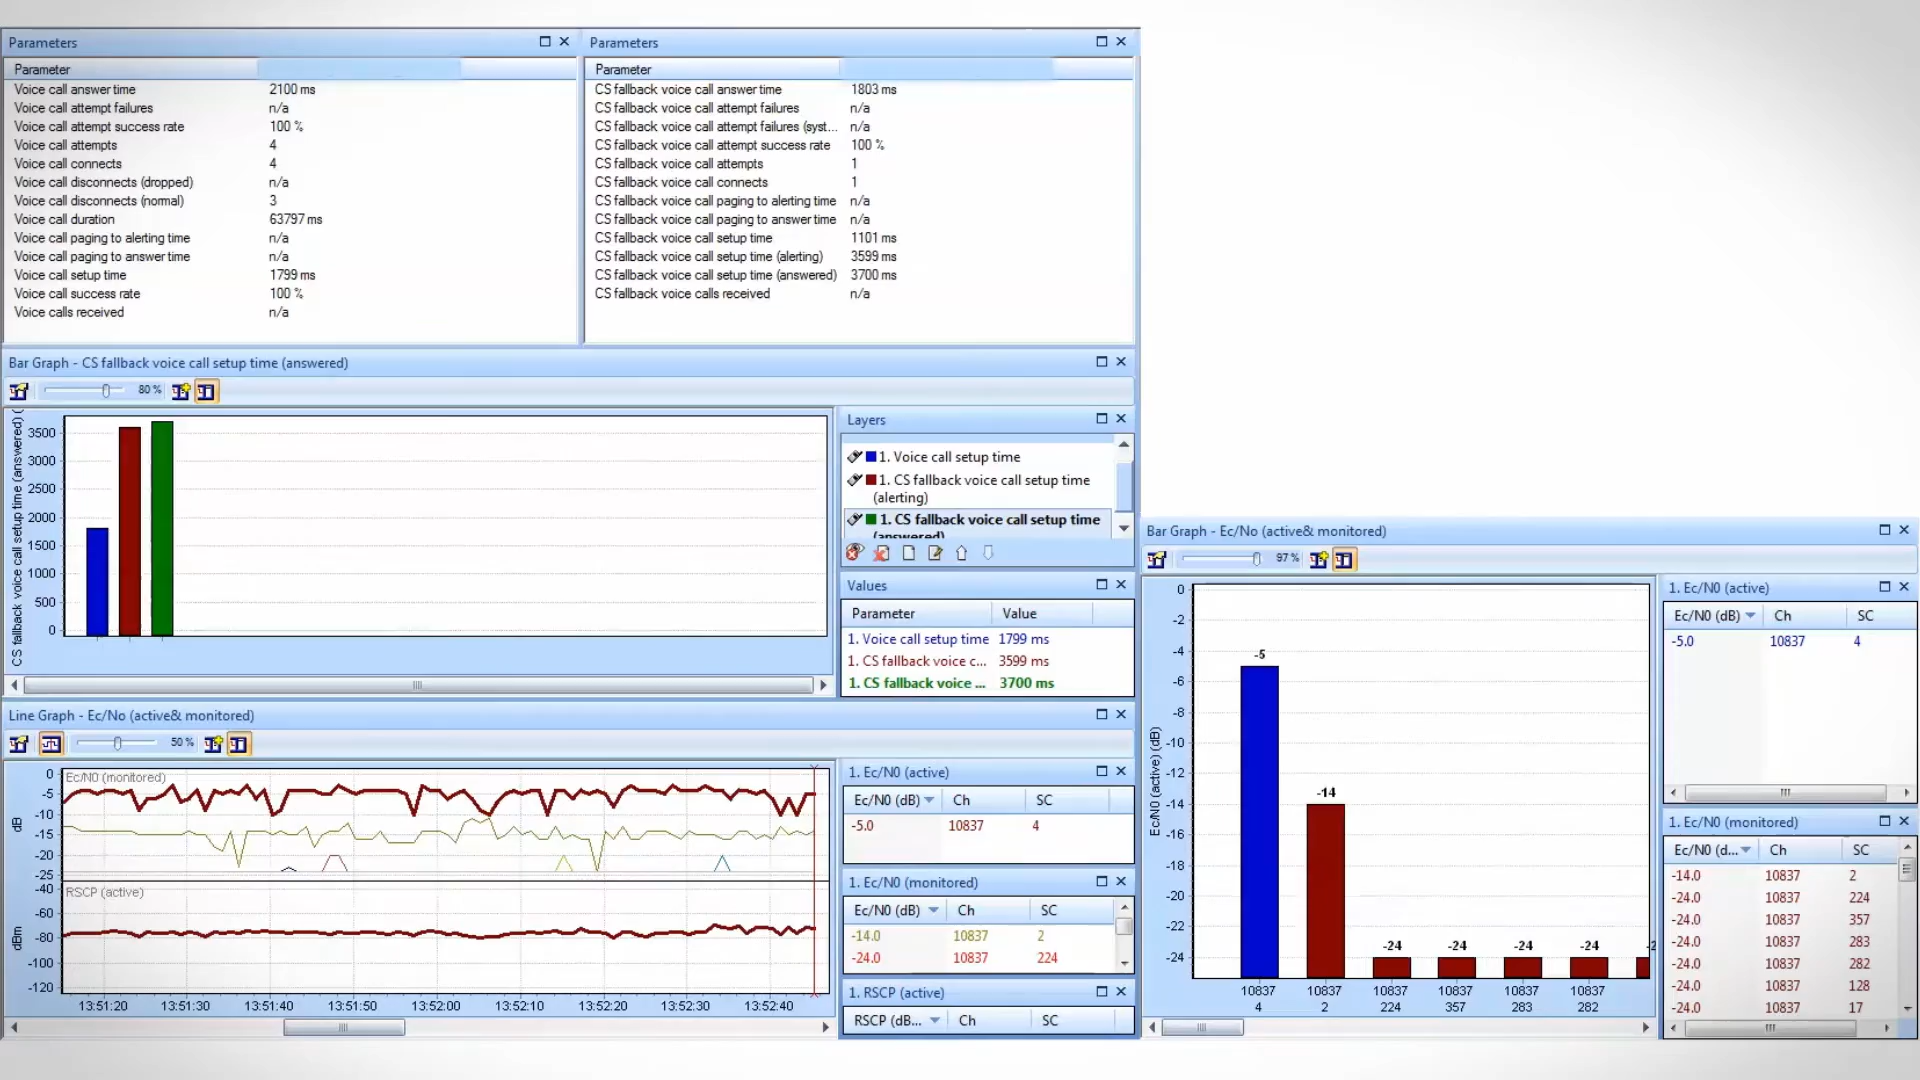 Parameters
Parameter
Voice call answer time 2100 ms
Voice call attempt failures n/a
Voice call attempt success rate 100 %
Voice call attempts 4
Voice call connects 4
Voice call disconnects (dropped) n/a
Voice call disconnects (normal) 3
Voice call duration 63797 ms
Voice call paging to alerting time n/a
Voice call paging to answer time n/a
Voice call setup time 1799 ms
Voice call success rate 100 %
Voice calls received n/a
Parameters
Parameter
CS fallback voice call answer time 1803 ms
CS fallback voice call attempt failures n/a
CS fallback voice call attempt failures (syst... n/a
CS fallback voice call attempt success rate 100 %
CS fallback voice call attempts 1
CS fallback voice call connects 1
CS fallback voice call paging to alerting time n/a
CS fallback voice call paging to answer time n/a
CS fallback voice call setup time 1101 ms
CS fallback voice call setup time (alerting) 3599 ms
CS fallback voice call setup time (answered) 3700 ms
CS fallback voice calls received n/a
Bar Graph - CS fallback voice call setup time (answered)
80 %
CS fallback voice call setup time (answered) (
3500
3000
2500
2000
1500
1000
500
0
Layers
1. Voice call setup time
1. CS fallback voice call setup time
(alerting)
1. CS fallback voice call setup time
(answered)
Values
Parameter Value
1. Voice call setup time 1799 ms
1. CS fallback voice c... 3599 ms
1. CS fallback voice ... 3700 ms
Line Graph - Ec/No (active& monitored)
50 %
Ec/N0 (monitored)
dB
0
-5
-10
-15
-20
-25
RSCP (active)
dBm
-40
-60
-80
-100
-120
13:51:20 13:51:30 13:51:40 13:51:50 13:52:00 13:52:10 13:52:20 13:52:30 13:52:40
1. Ec/N0 (active)
Ec/N0 (dB) Ch SC
-5.0 10837 4
1. Ec/N0 (monitored)
Ec/N0 (dB) Ch SC
-14.0 10837 2
-24.0 10837 224
1. RSCP (active)
RSCP (dB... Ch SC
Bar Graph - Ec/No (active& monitored)
97 %
Ec/N0 (active) (dB)
0
-2
-4
-6
-8
-10
-12
-14
-16
-18
-20
-22
-24
-5
-14
-24 -24 -24 -24
10837 10837 10837 10837 10837 10837
4 2 224 357 283 282
1. Ec/N0 (active)
Ec/N0 (dB) Ch SC
-5.0 10837 4
1. Ec/N0 (monitored)
Ec/N0 (d... Ch SC
-14.0 10837 2
-24.0 10837 224
-24.0 10837 357
-24.0 10837 283
-24.0 10837 282
-24.0 10837 128
-24.0 10837 17